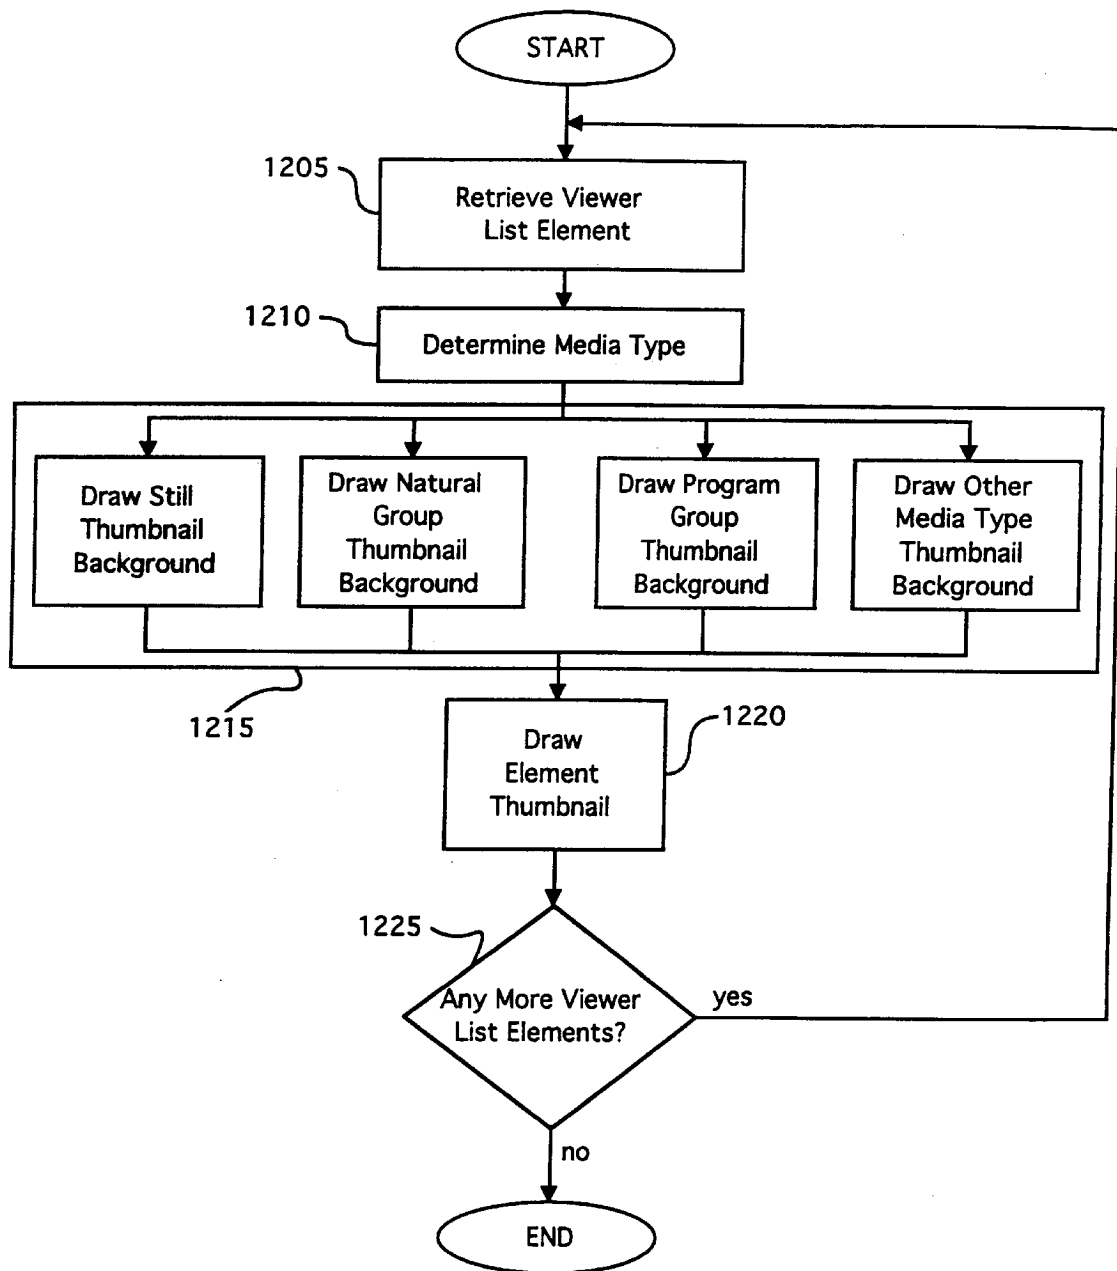 START
1205
Retrieve Viewer
List Element
1210
Determine Media Type
Draw Still
Thumbnail
Background
Draw Natural
Group
Thumbnail
Background
Draw Program
Group
Thumbnail
Background
Draw Other
Media Type
Thumbnail
Background
1215
1220
Draw
Element
Thumbnail
1225
Any More Viewer
List Elements?
yes
no
END